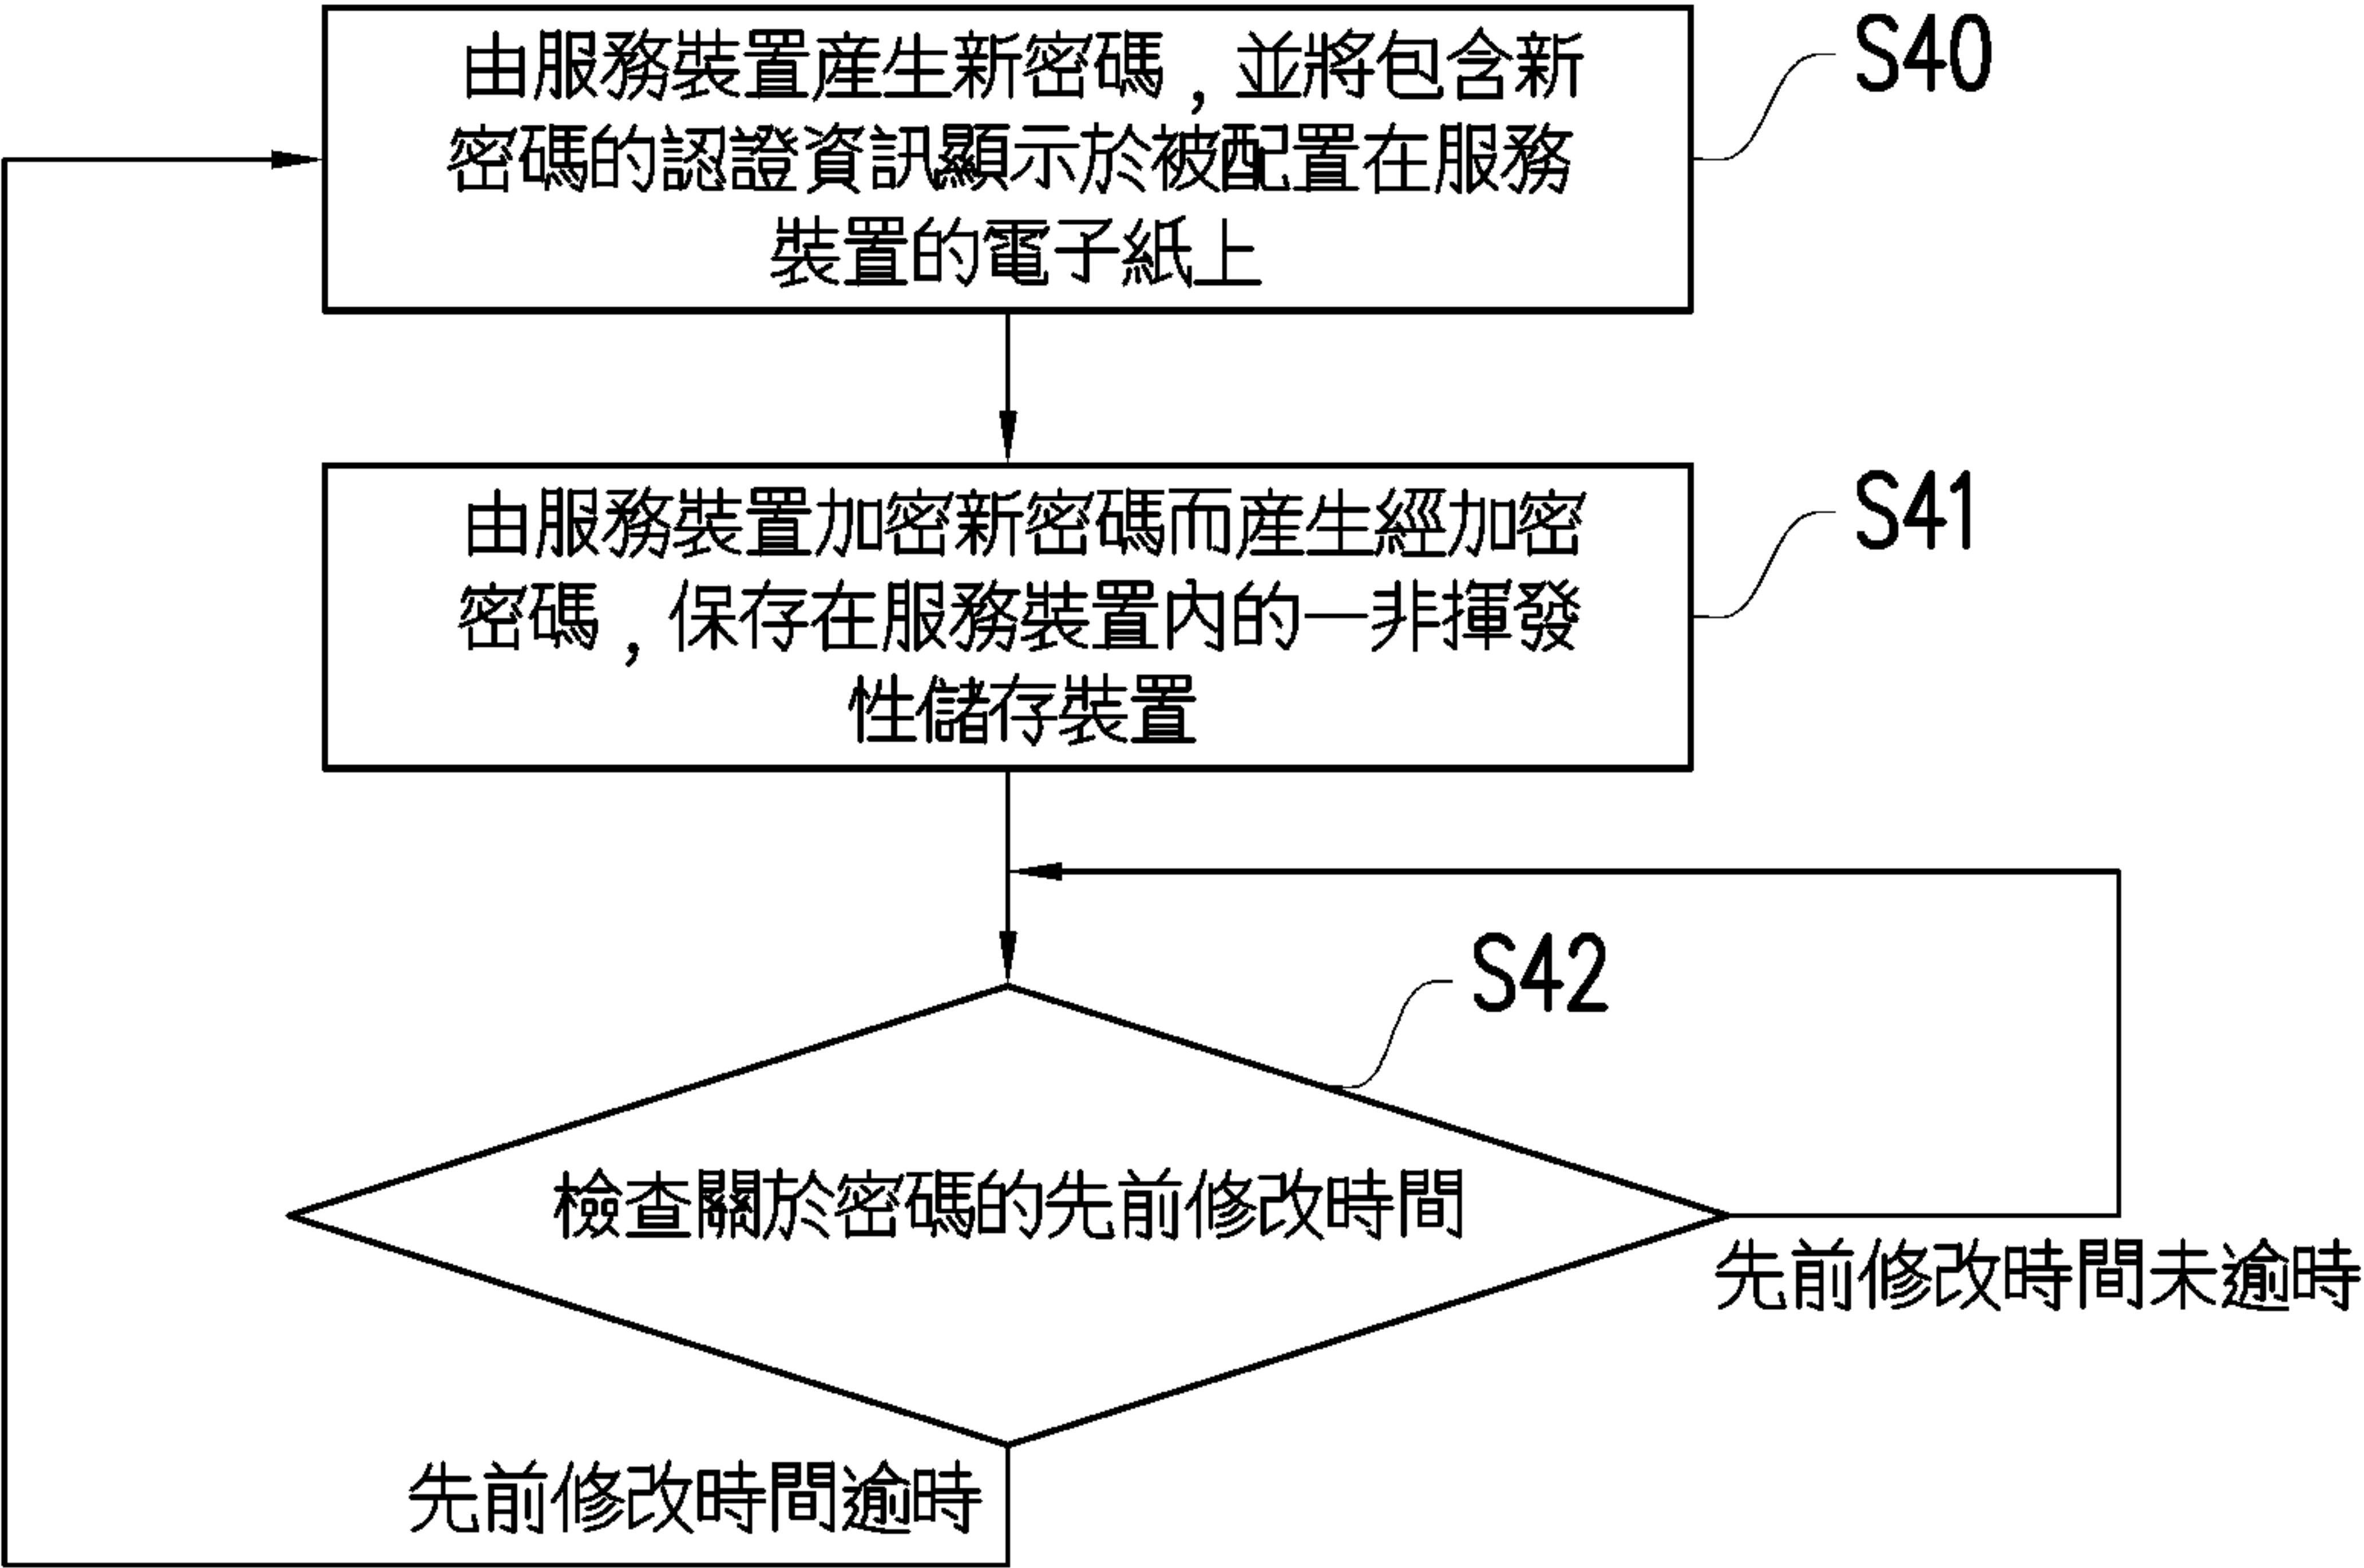 由服務裝置產生新密碼，並將包含新
密碼的認證資訊顯示於被配置在服務
裝置的電子紙上
S40
由服務裝置加密新密碼而產生經加密
密碼，保存在服務裝置內的一非揮發
性儲存裝置
S41
S42
檢查關於密碼的先前修改時間
先前修改時間未逾時
先前修改時間逾時